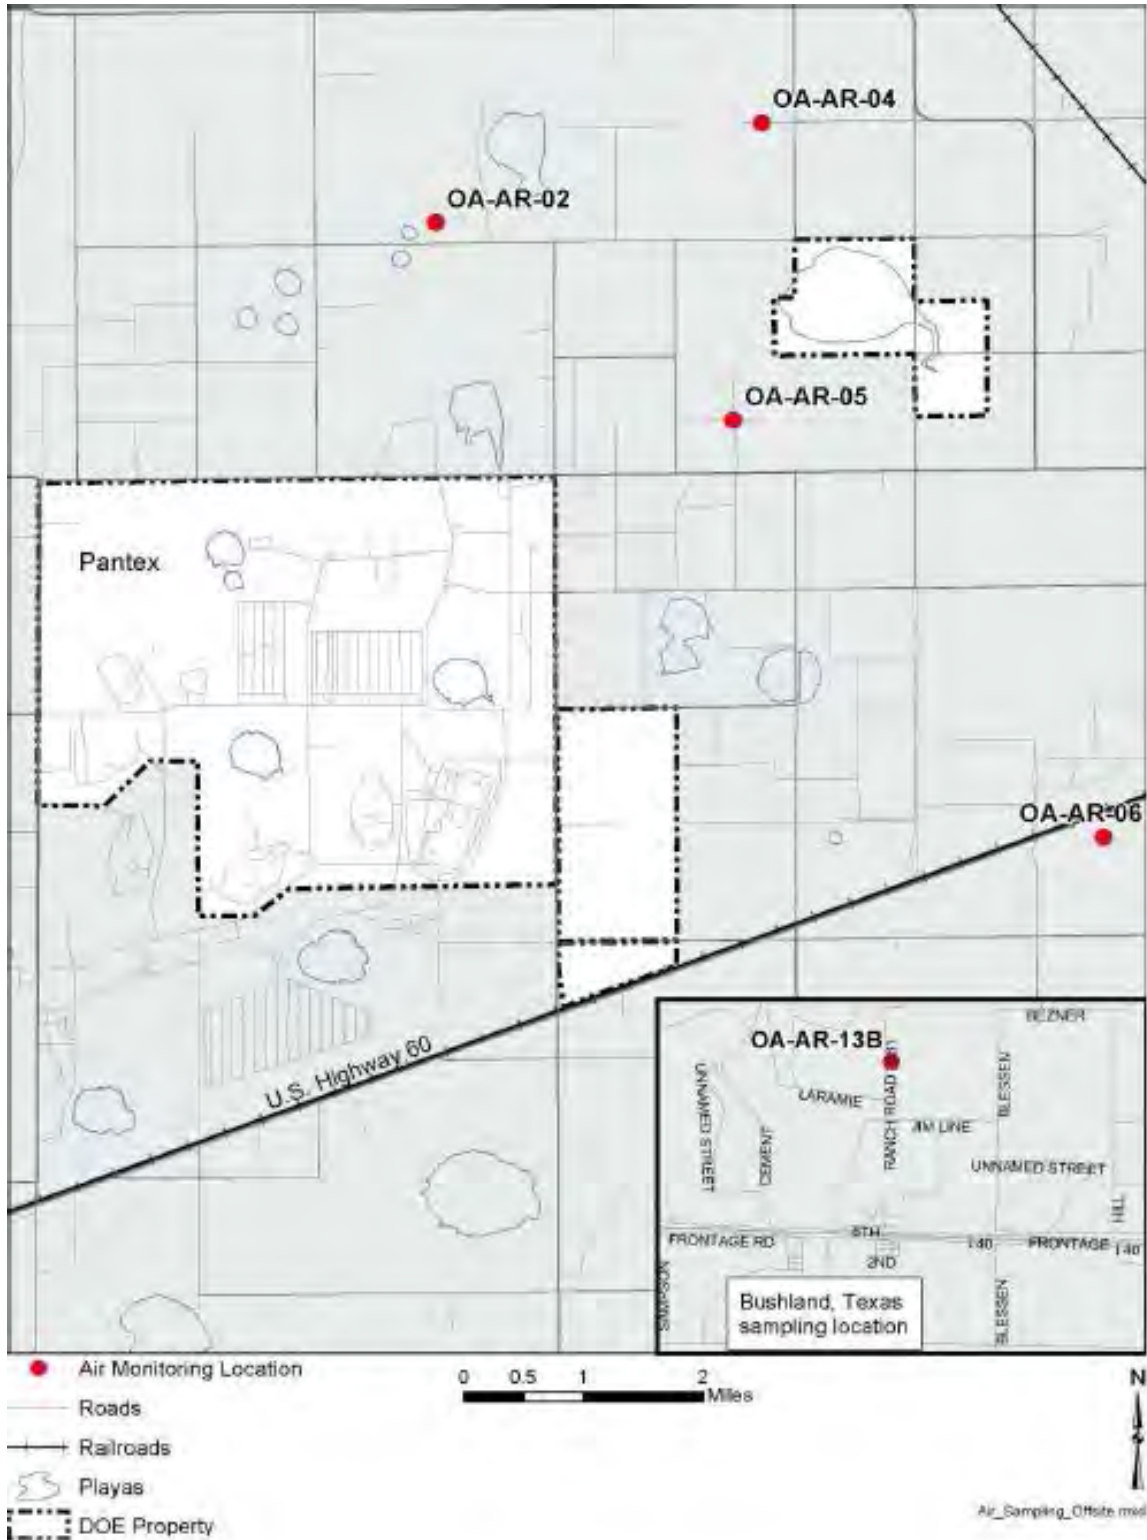 OA-AR-04
OA-AR-02
OA-AR-05
Pantex
OA-AR-06
U.S. Highway 60
BEZNER
OA-AR-13B
UNNAMED STREET
CEMENT
LARAMIE
RANCH ROAD
BLESSEN
JIM LINE
UNNAMED STREET
HILL
FRONTAGE RD
6TH
I 40
FRONTAGE
I 40
2ND
SIMPSON
BLESSEN
Bushland, Texas
sampling location
Air Monitoring Location
Roads
Railroads
Playas
DOE Property
0 0.5 1 2
Miles
N
Air_Sampling_Offsite.mxd